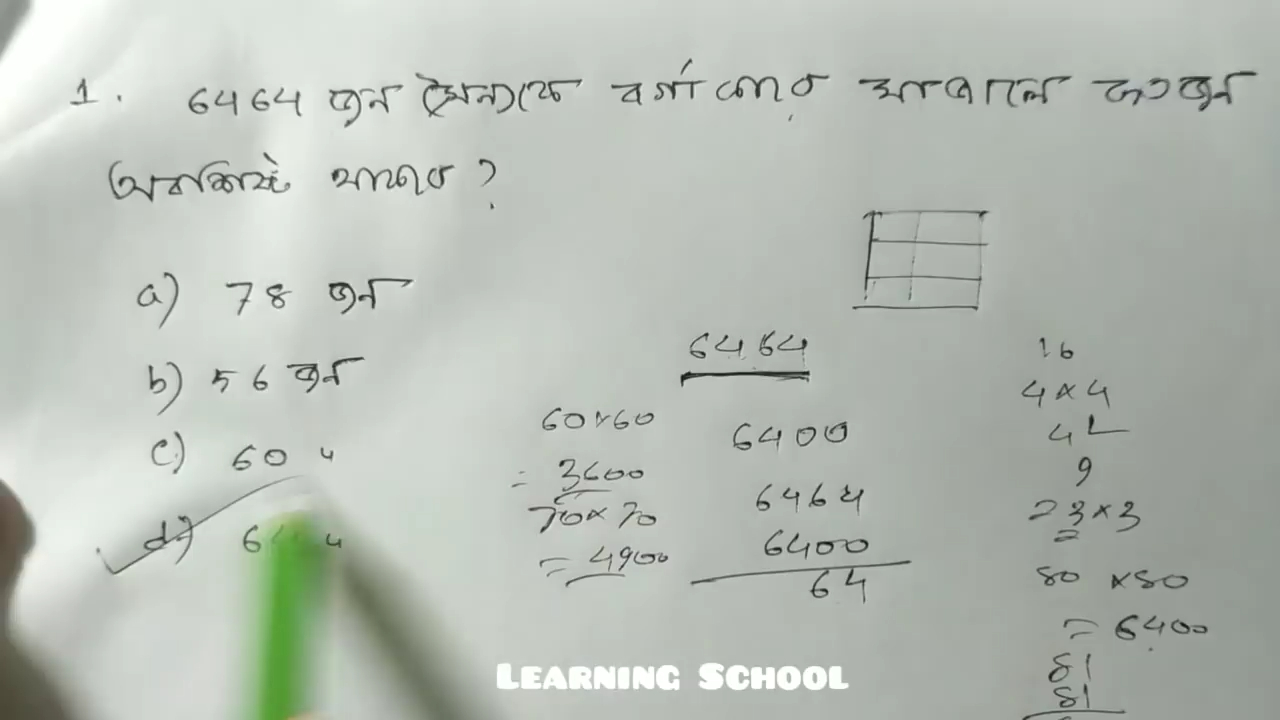 1. 6464 জন সৈন্যকে বর্গাকারে সাজালে কতজন
অবশিষ্ট থাকবে ?
a) 78 জন
b) 56 জন
c) 60 "
d) "
6464
6400
6464
6400
64
60×60
= 3600
70×70
= 4900
16
4×4
4
9
3×3
80 ×80
= 6400
81
81
LEARNING SCHOOL